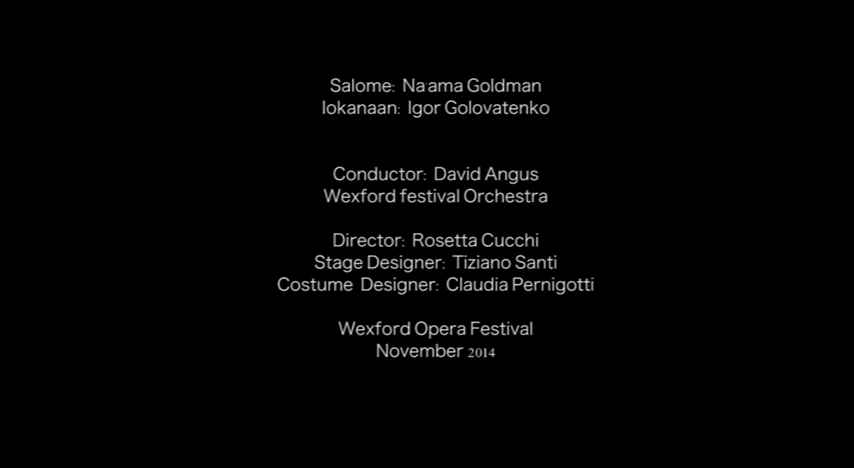 Salome: Na ama Goldman
Iokanaan: Igor Golovatenko
Conductor: David Angus
Wexford festival Orchestra
Director: Rosetta Cucchi
Stage Designer: Tiziano Santi
Costume Designer: Claudia Pernigotti
Wexford Opera Festival
November 2014